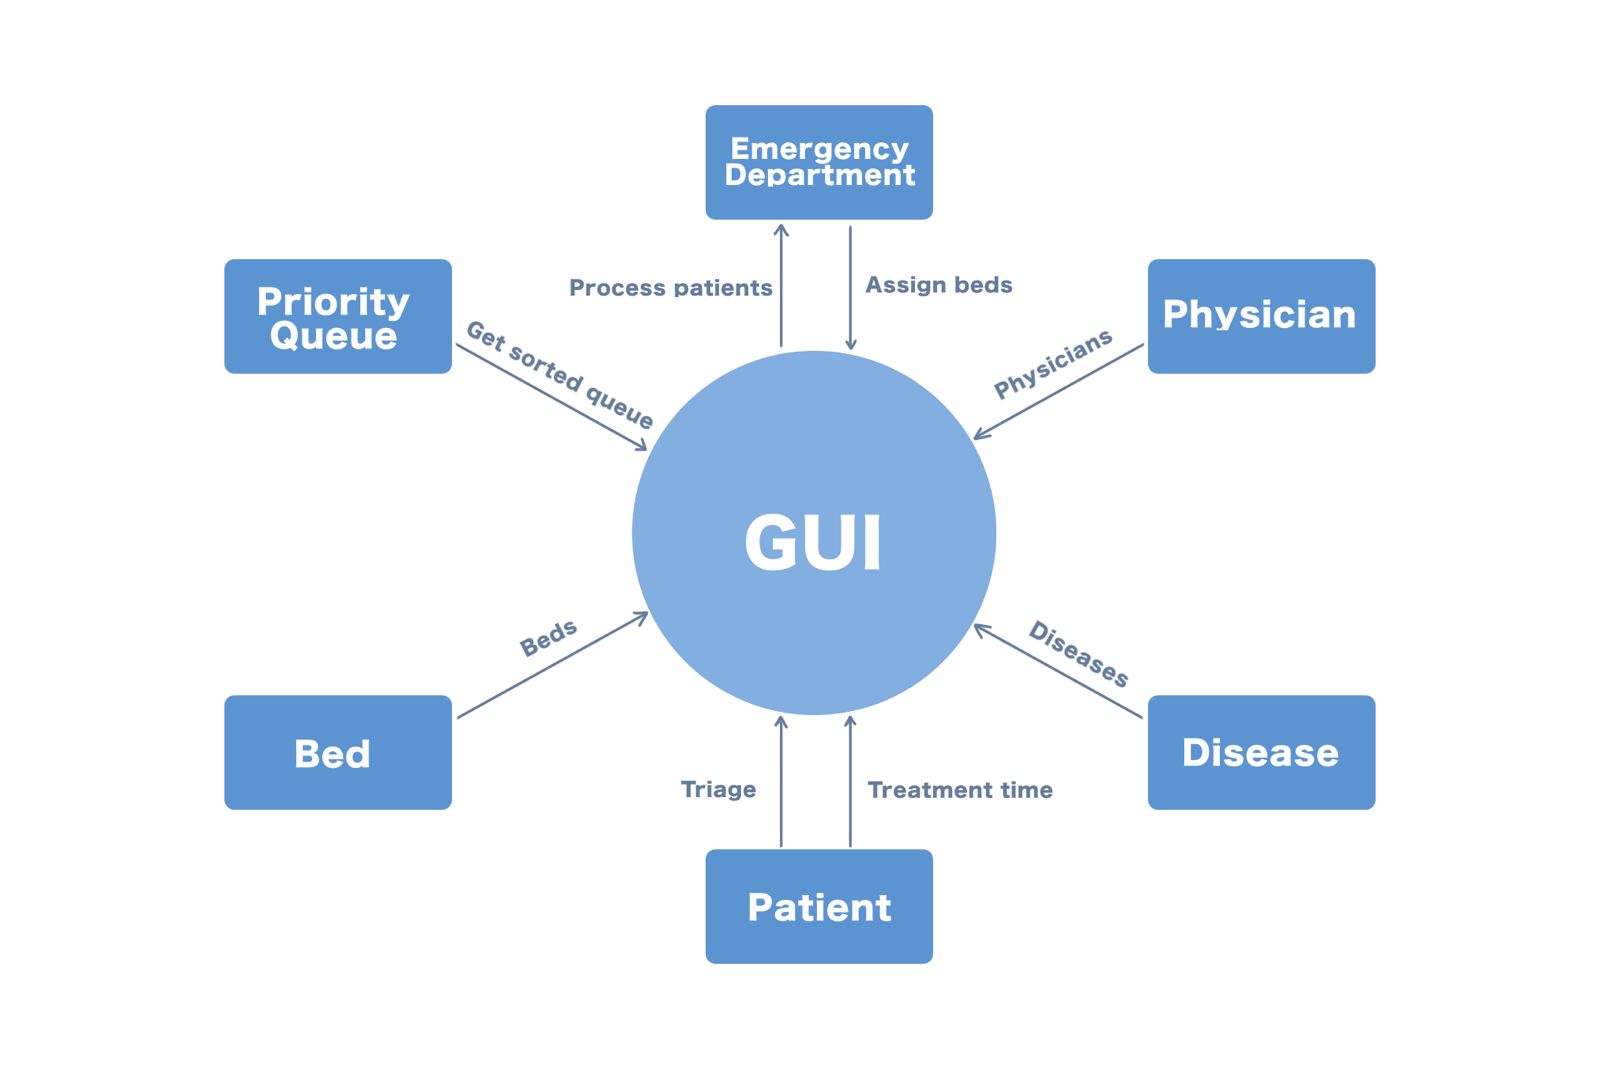 Emergency
Department
Process patients
Assign beds
Priority
Queue
Get sorted queue
Physician
Physicians
GUI
Beds
Bed
Diseases
Disease
Triage
Treatment time
Patient